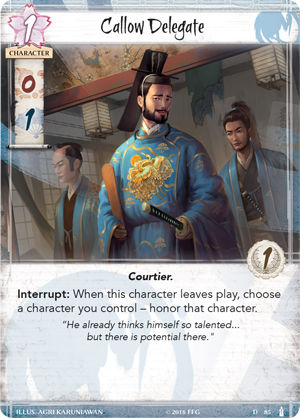 1
Callow Delegate
CHARACTER
0
1
1
Courtier.
Interrupt: When this character leaves play, choose
a character you control – honor that character.
"He already thinks himself so talented...
but there is potential there."
ILLUS. AGRI KARUNIAWAN
© 2018 FFG
D 85